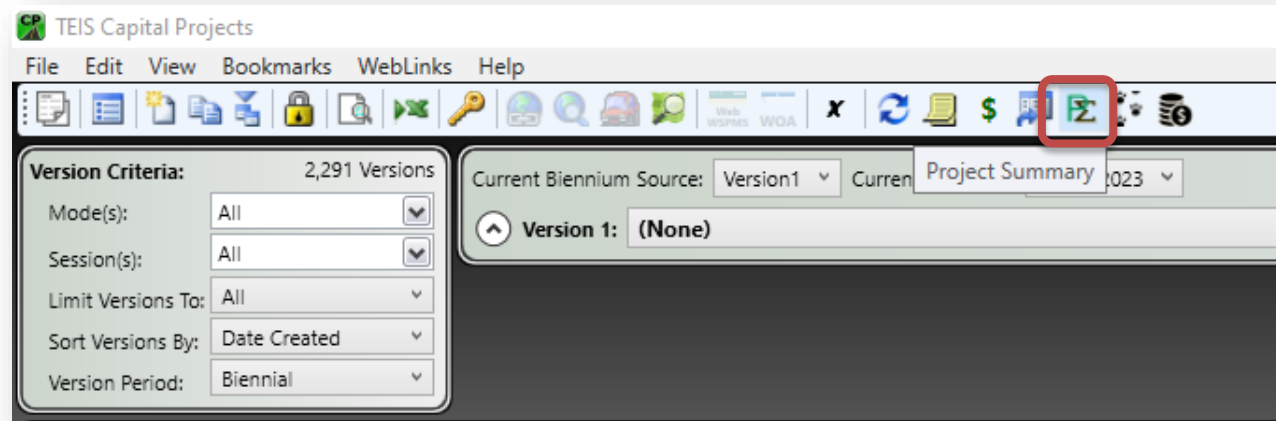 CP TEIS Capital Projects
File Edit View Bookmarks WebLinks Help
Web WSPMS WOA x $ PΣ $
Version Criteria: 2,291 Versions
Mode(s): All
Session(s): All
Limit Versions To: All
Sort Versions By: Date Created
Version Period: Biennial
Current Biennium Source: Version1 Curren 2023
Project Summary
Version 1: (None)